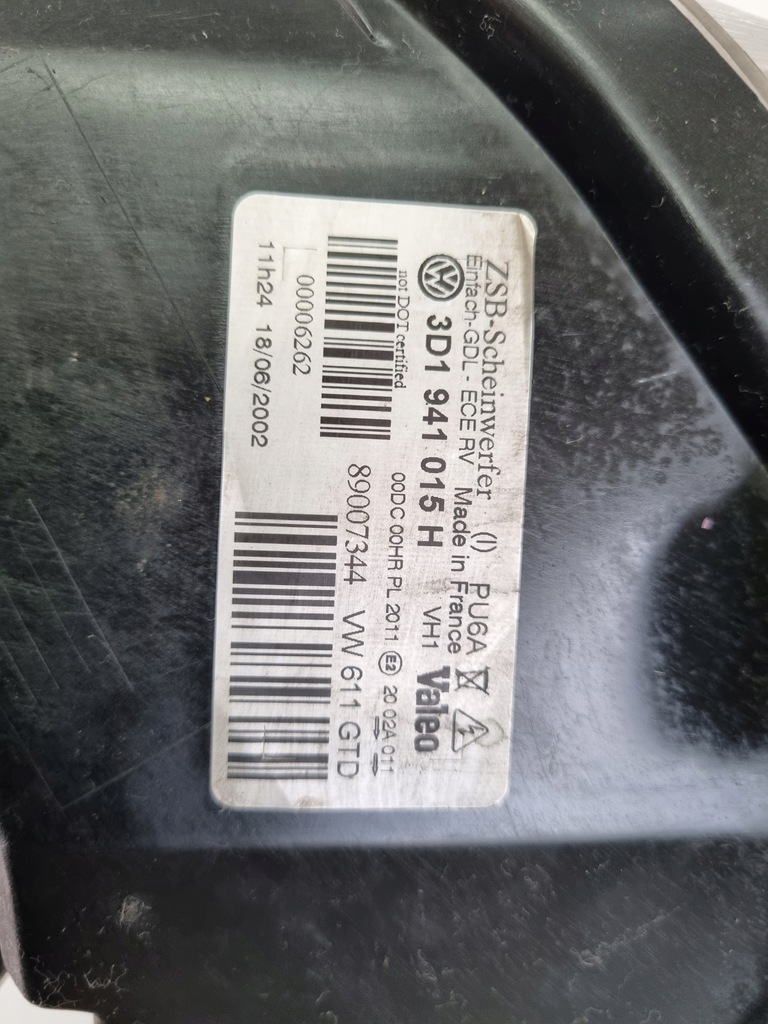 ZSB-Scheinwerfer (I) PU6A
Einfach-GDL - ECE RV Made in France
3D1 941 015 H VH1 Valeo
not DOT certified 00DC 00HR PL 2011 E2 20 02A 011
89007344 VW 611 GTD
00006262
11h24 18/06/2002